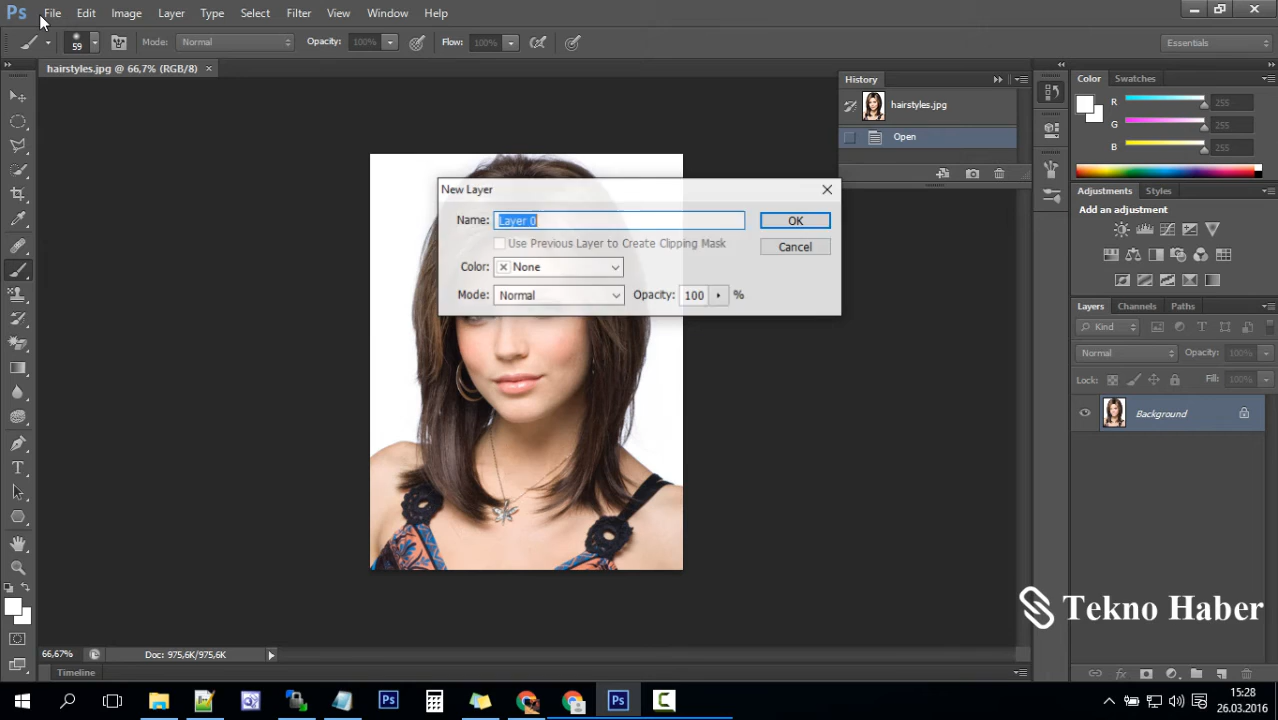 Ps File Edit Image Layer Type Select Filter View Window Help
59 Mode: Normal Opacity: 100% Flow: 100% Essentials
hairstyles.jpg @ 66,7% (RGB/8) ×
History
hairstyles.jpg
Open
Color Swatches
R 255
G 255
B 255
Adjustments Styles
Add an adjustment
New Layer
Name: Layer 0 OK
Use Previous Layer to Create Clipping Mask Cancel
Color: None
Mode: Normal Opacity: 100 %
Layers Channels Paths
Kind
Normal Opacity: 100%
Lock: Fill: 100%
Background
Tekno Haber
66,67% Doc: 975,6K/975,6K
Timeline
15:28
26.03.2016